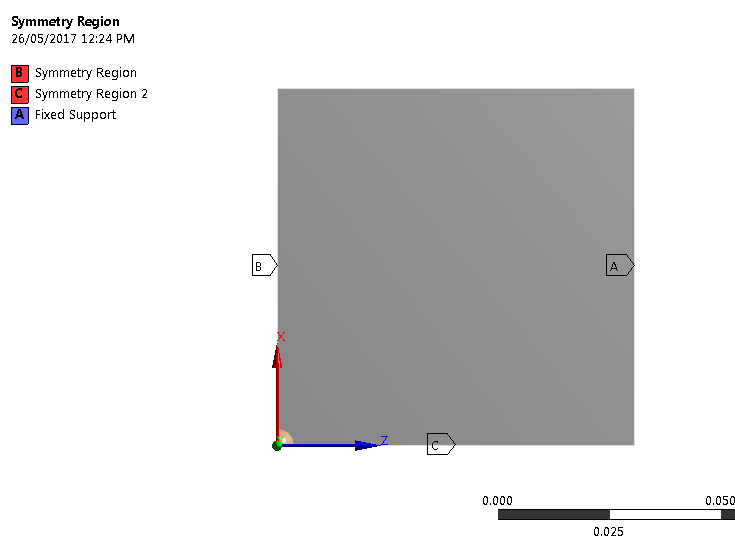 Symmetry Region
26/05/2017 12:24 PM
B Symmetry Region
C Symmetry Region 2
A Fixed Support
B
A
X
Z
C
0.000
0.050
0.025